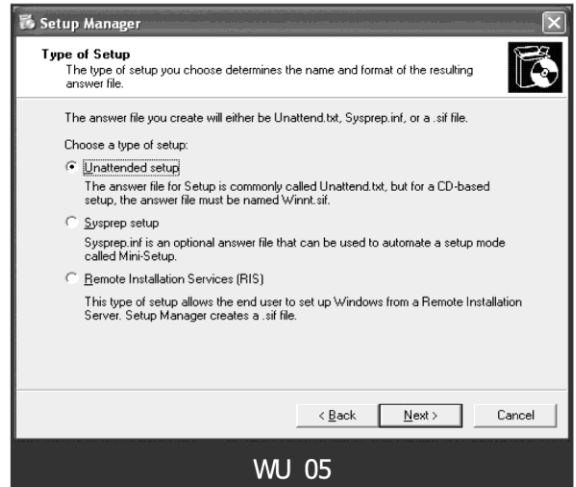 Setup Manager
Type of Setup
The type of setup you choose determines the name and format of the resulting
answer file.
The answer file you create will either be Unattend.txt, Sysprep.inf, or a .sif file.
Choose a type of setup:
Unattended setup
The answer file for Setup is commonly called Unattend.txt, but for a CD-based
setup, the answer file must be named Winnt.sif.
Sysprep setup
Sysprep.inf is an optional answer file that can be used to automate a setup mode
called Mini-Setup.
Remote Installation Services (RIS)
This type of setup allows the end user to set up Windows from a Remote Installation
Server. Setup Manager creates a .sif file.
< Back Next > Cancel
WU 05